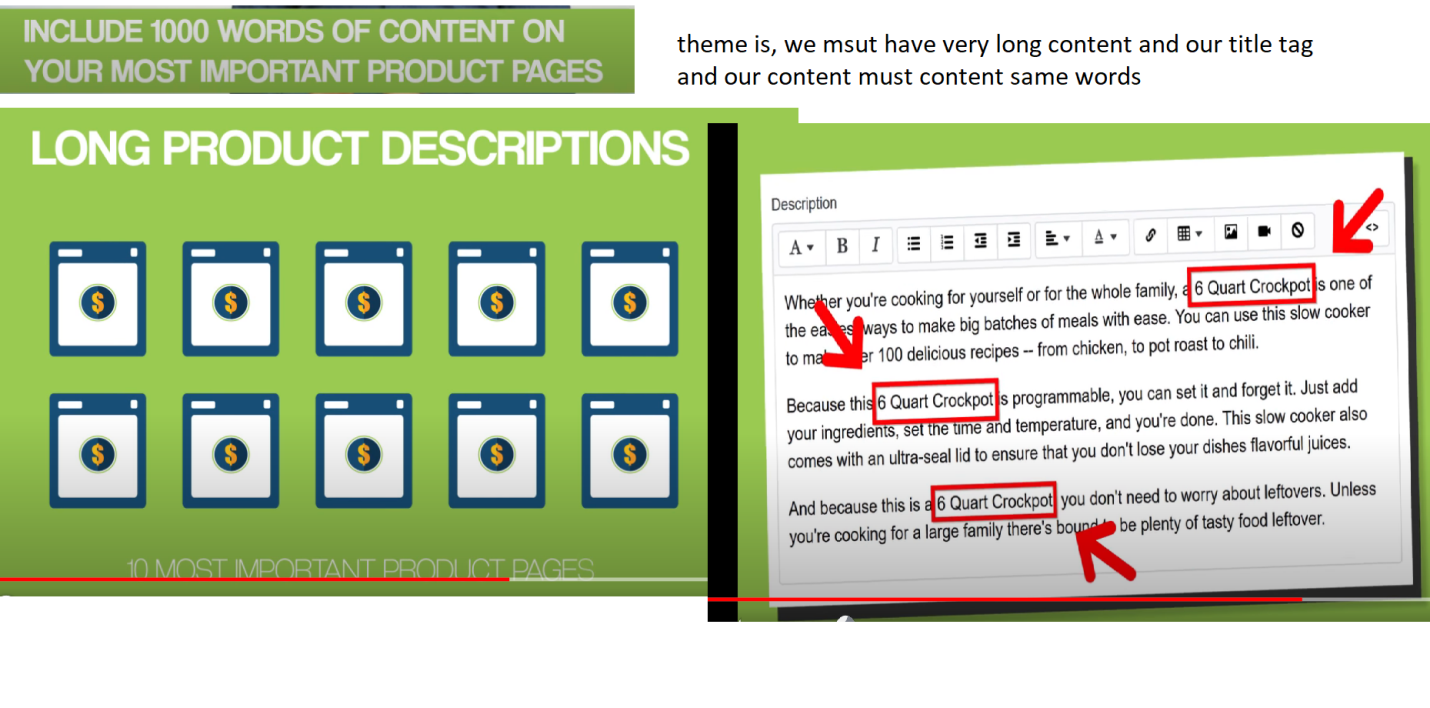 INCLUDE 1000 WORDS OF CONTENT ON
YOUR MOST IMPORTANT PRODUCT PAGES
theme is, we msut have very long content and our title tag
and our content must content same words
LONG PRODUCT DESCRIPTIONS
$ $ $ $ $
$ $ $ $ $
10 MOST IMPORTANT PRODUCT PAGES
Description
A B I A <>
Whether you're cooking for yourself or for the whole family, a 6 Quart Crockpot is one of
the ways to make big batches of meals with ease. You can use this slow cooker
to 100 delicious recipes -- from chicken, to pot roast to chili.
Because this 6 Quart Crockpot is programmable, you can set it and forget it. Just add
your ingredients, set the time and temperature, and you're done. This slow cooker also
comes with an ultra-seal lid to ensure that you don't lose your dishes flavorful juices.
And because this is a 6 Quart Crockpot you don't need to worry about leftovers. Unless
you're cooking for a large family there's bound to be plenty of tasty food leftover.